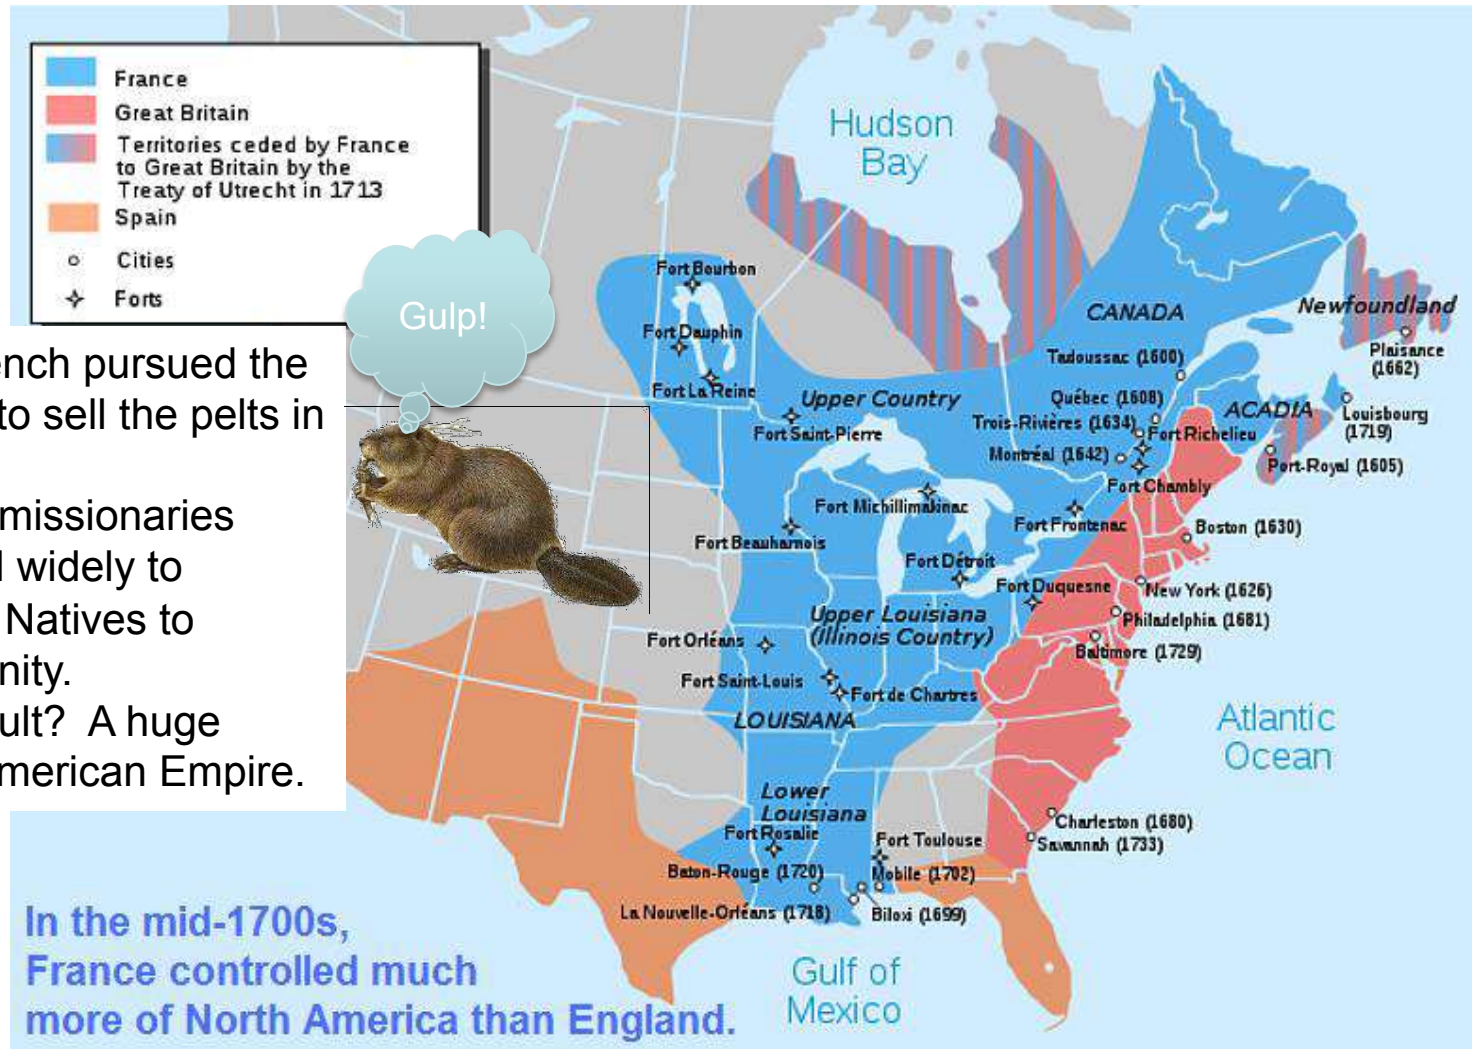 France
Great Britain
Territories ceded by France
to Great Britain by the
Treaty of Utrecht in 1713
Spain
Cities
Forts
Gulp!
ench pursued the
to sell the pelts in
missionaries
l widely to
Natives to
nity.
ult? A huge
merican Empire.
In the mid-1700s,
France controlled much
more of North America than England.
Hudson
Bay
Fort Bourbon
Fort Dauphin
Fort La Reine
Upper Country
Fort Saint-Pierre
CANADA
Newfoundland
Plaisance
(1662)
Tadoussac (1600)
Québec (1608)
Trois-Rivières (1634)
Fort Richelieu
ACADIA
Louisbourg
(1719)
Montréal (1642)
Port-Royal (1605)
Fort Chambly
Fort Michillimakinac
Fort Frontenac
Boston (1630)
Fort Beauharnois
Fort Détroit
Fort Duquesne
New York (1626)
Upper Louisiana
(Illinois Country)
Philadelphia (1681)
Fort Orléans
Baltimore (1729)
Fort Saint-Louis
Fort de Chartres
LOUISIANA
Atlantic
Ocean
Lower
Louisiana
Fort Rosalie
Fort Toulouse
Charleston (1680)
Savannah (1733)
Baton-Rouge (1720)
Mobile (1702)
La Nouvelle-Orléans (1718)
Biloxi (1699)
Gulf of
Mexico